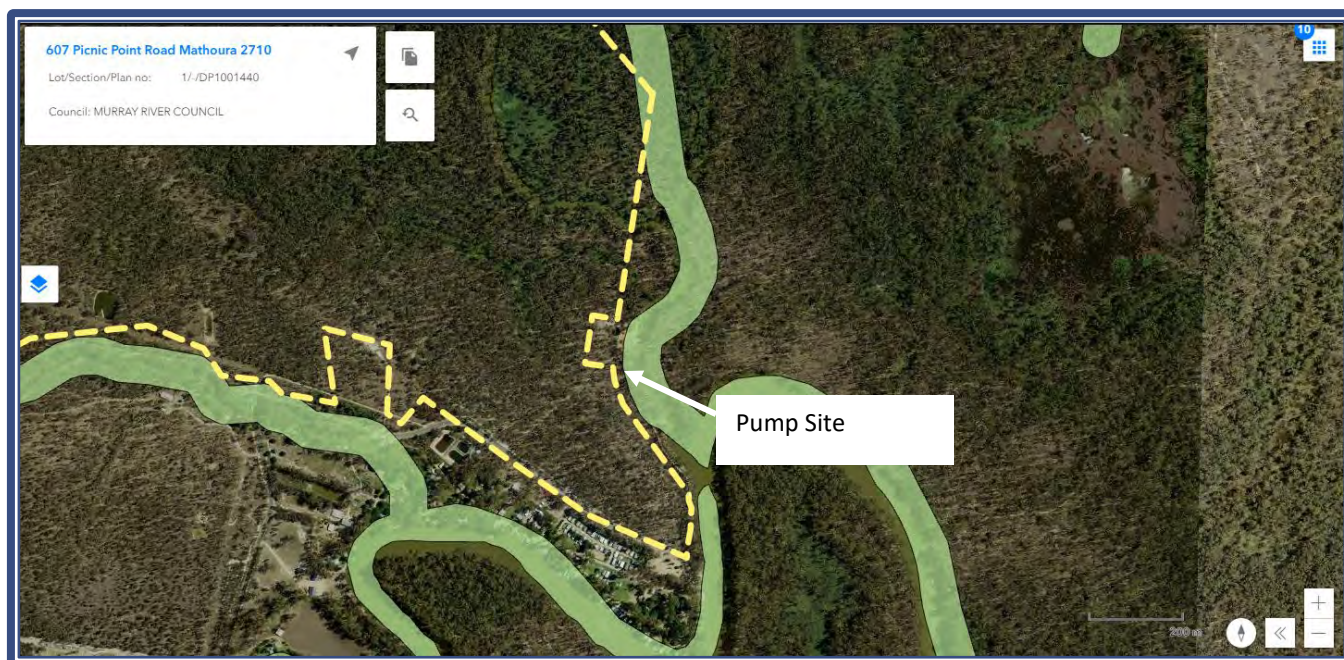 607 Picnic Point Road Mathoura 2710
Lot/Section/Plan no: 1/-/DP1001440
Council: MURRAY RIVER COUNCIL
10
Pump Site
200 m